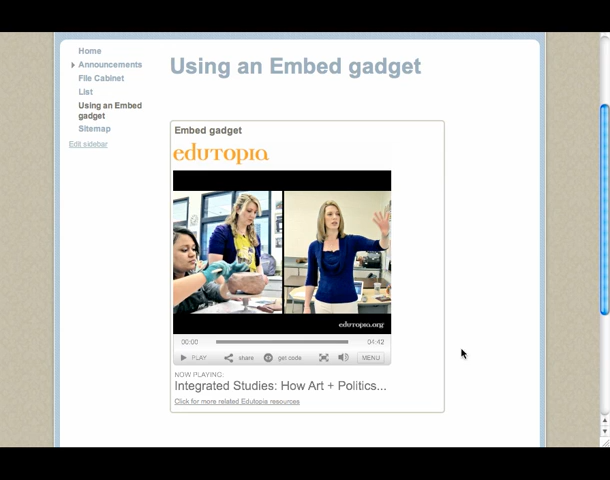 Home
Announcements
File Cabinet
List
Using an Embed
gadget
Sitemap
Edit sidebar
Using an Embed gadget
Embed gadget
edutopia
edutopia.org
00:00 04:42
PLAY share get code MENU
NOW PLAYING:
Integrated Studies: How Art + Politics...
Click for more related Edutopia resources